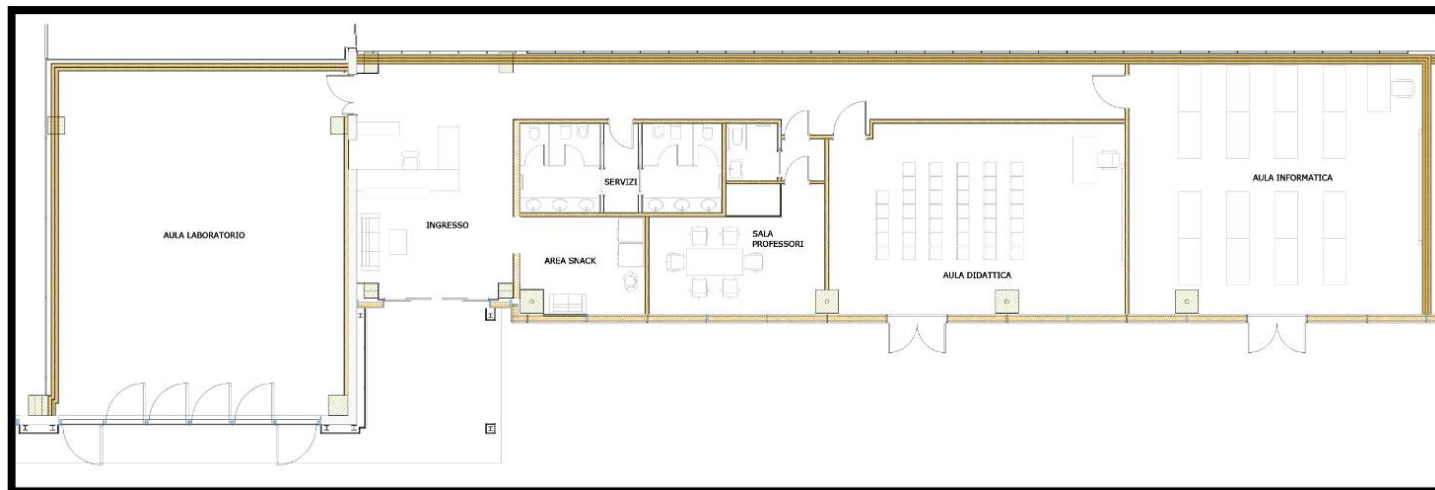 AULA LABORATORIO
INGRESSO
SERVIZI
AREA SNACK
SALA
PROFESSORI
AULA DIDATTICA
AULA INFORMATICA